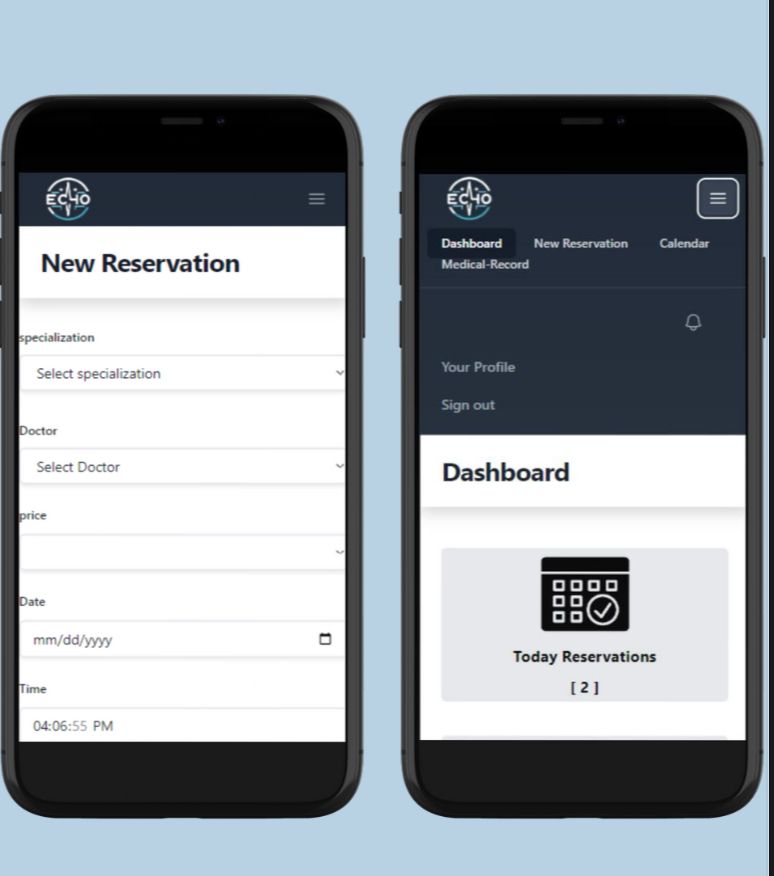 ECHO
New Reservation
specialization
Select specialization
Doctor
Select Doctor
price
Date
mm/dd/yyyy
Time
04:06:55 PM
ECHO
Dashboard New Reservation Calendar
Medical-Record
Your Profile
Sign out
Dashboard
Today Reservations
[ 2 ]